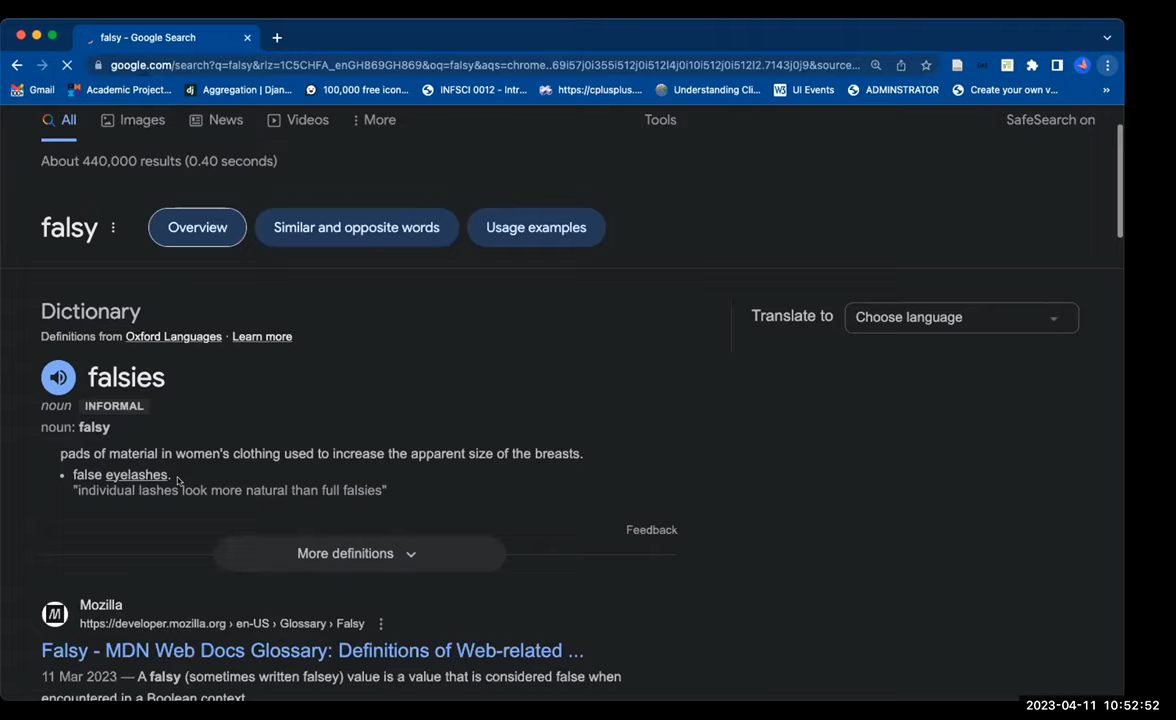 falsy - Google Search
google.com/search?q=falsy&rlz=1C5CHFA_enGH869GH869&oq=falsy&aqs=chrome..69i57j0i355i512j0i512l4j0i10i512j0i512l2.7143j0j9&source...
Gmail Academic Project... Aggregation | Djan... 100,000 free icon... INFSCI 0012 - Intr... https://cplusplus.... Understanding Cli... UI Events ADMINSTRATOR Create your own v... »
All Images News Videos More Tools SafeSearch on
About 440,000 results (0.40 seconds)
falsy Overview Similar and opposite words Usage examples
Dictionary
Translate to Choose language
Definitions from Oxford Languages · Learn more
falsies
noun INFORMAL
noun: falsy
pads of material in women's clothing used to increase the apparent size of the breasts.
• false eyelashes.
"individual lashes look more natural than full falsies"
Feedback
More definitions
Mozilla
https://developer.mozilla.org › en-US › Glossary › Falsy
Falsy - MDN Web Docs Glossary: Definitions of Web-related ...
11 Mar 2023 — A falsy (sometimes written falsey) value is a value that is considered false when
encountered in a Boolean context
2023-04-11 10:52:52